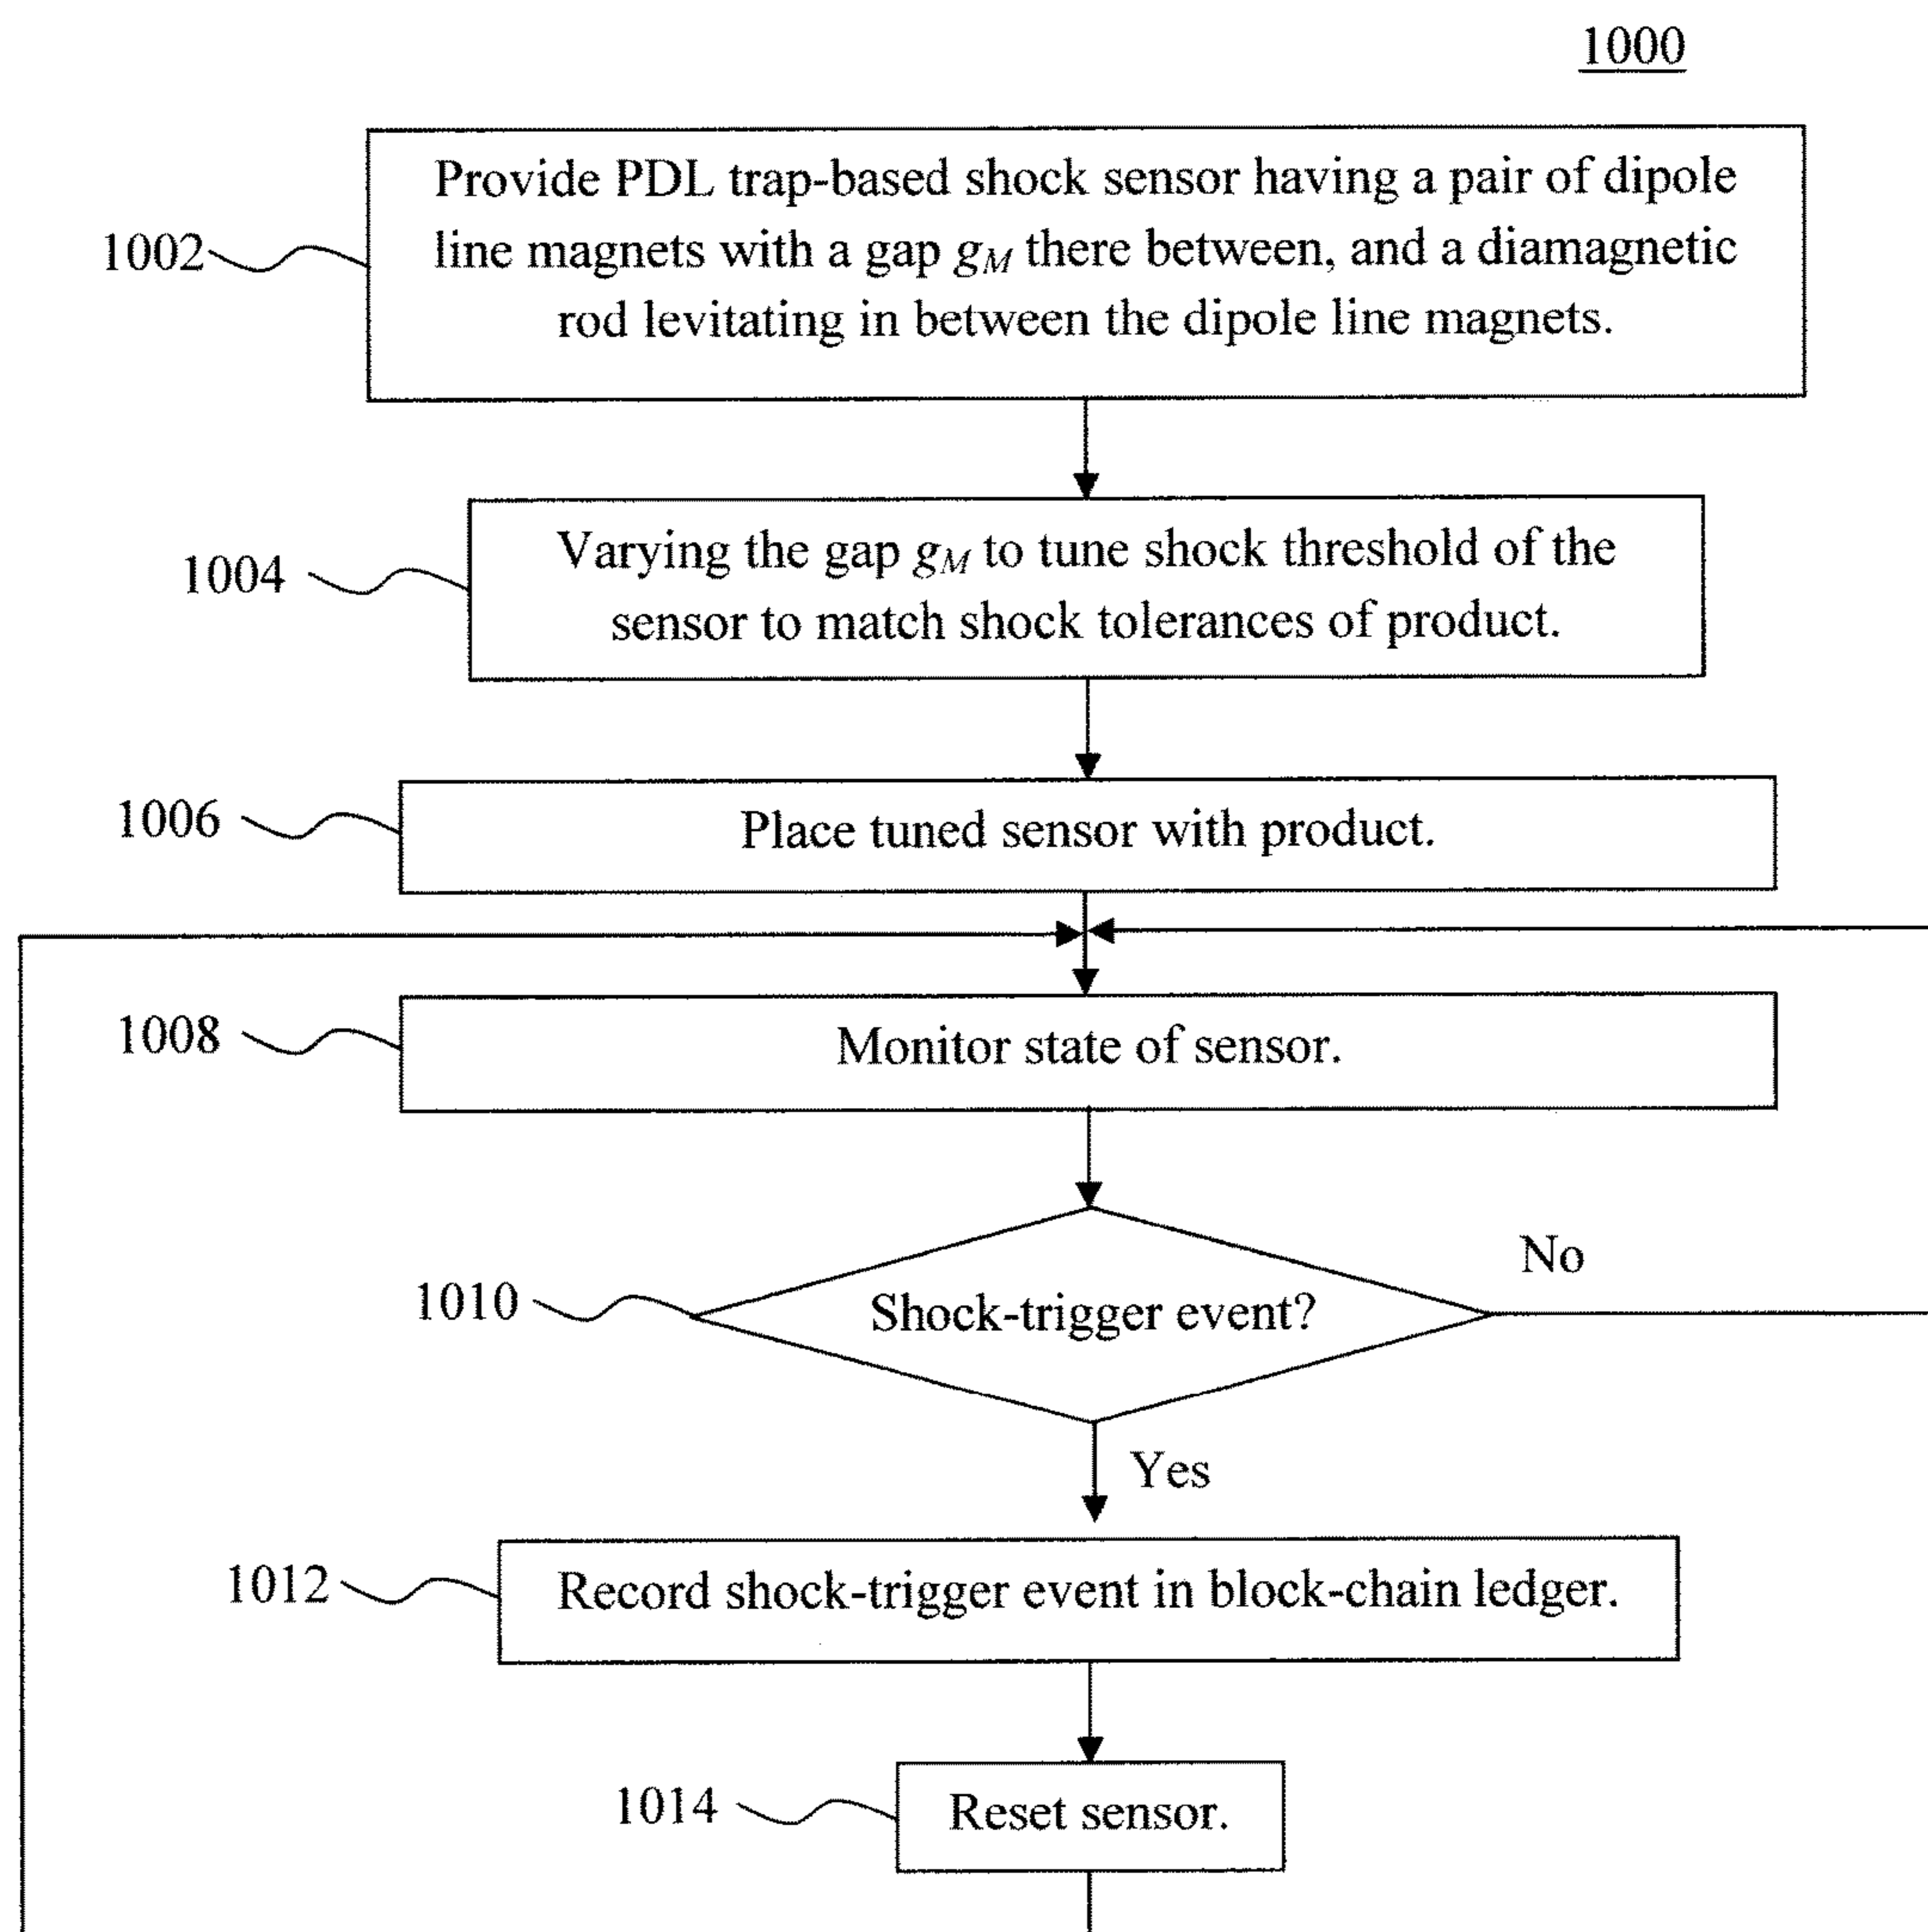 1000
1002
Provide PDL trap-based shock sensor having a pair of dipole
line magnets with a gap gM there between, and a diamagnetic
rod levitating in between the dipole line magnets.
1004
Varying the gap gM to tune shock threshold of the
sensor to match shock tolerances of product.
1006
Place tuned sensor with product.
1008
Monitor state of sensor.
1010
Shock-trigger event?
No
Yes
1012
Record shock-trigger event in block-chain ledger.
1014
Reset sensor.